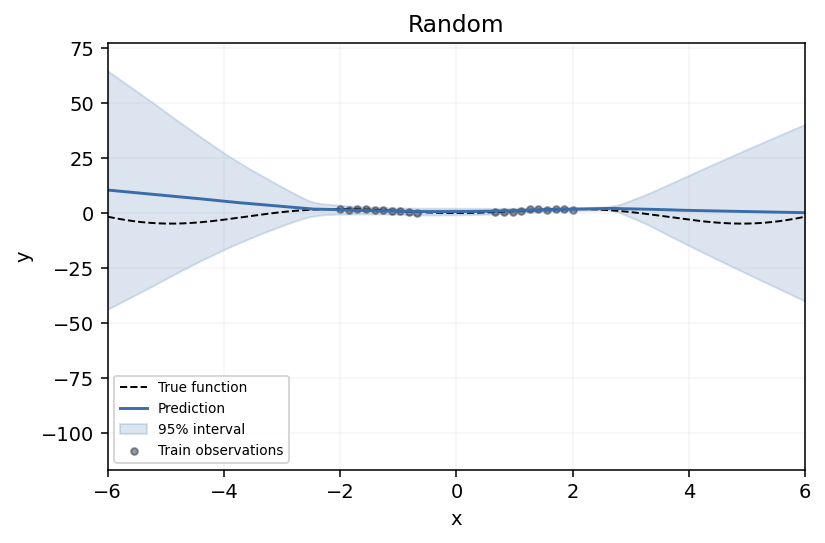 Random
75
50
25
0
−25
−50
−75
−100
y
True function
Prediction
95% interval
Train observations
−6
−4
−2
0
2
4
6
x